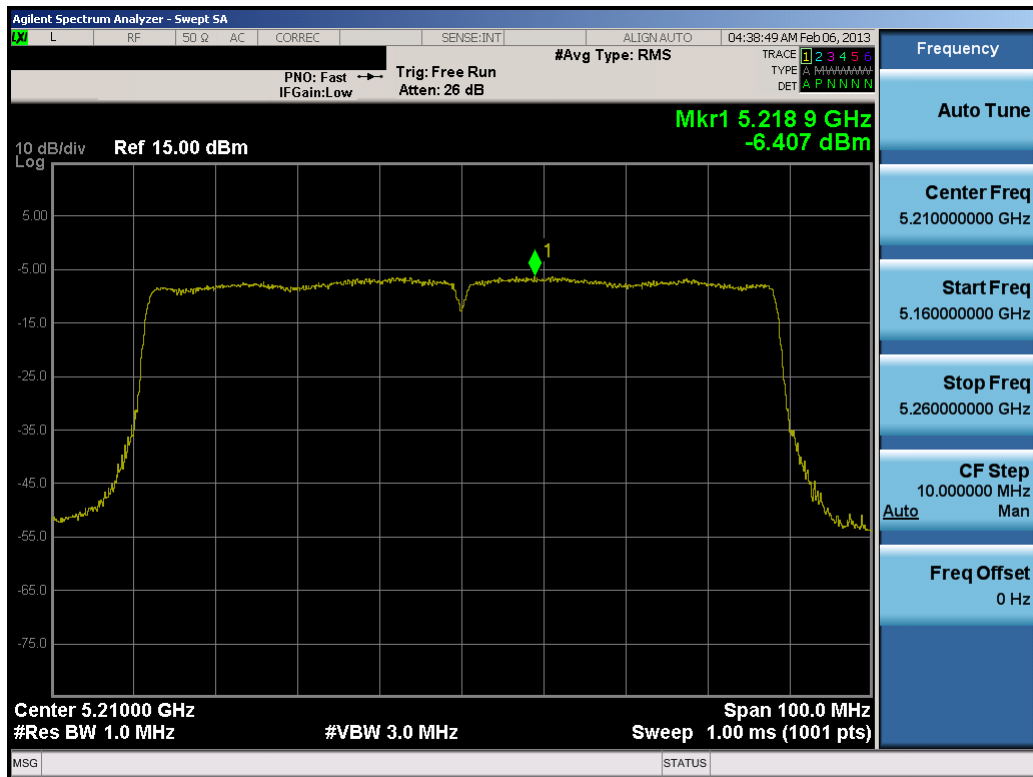 Agilent Spectrum Analyzer - Swept SA
LXI L RF 50 Ω AC CORREC SENSE:INT ALIGN AUTO 04:38:49 AM Feb 06, 2013
Frequency
#Avg Type: RMS
TRACE 1 2 3 4 5 6
PNO: Fast
Trig: Free Run
TYPE A M W W W W W
IFGain:Low
Atten: 26 dB
DET A P N N N N
Auto Tune
Mkr1 5.218 9 GHz
-6.407 dBm
10 dB/div Ref 15.00 dBm
Log
Center Freq
5.210000000 GHz
Start Freq
5.160000000 GHz
Stop Freq
5.260000000 GHz
CF Step
10.000000 MHz
Auto Man
Freq Offset
0 Hz
1
5.00
-5.00
-15.0
-25.0
-35.0
-45.0
-55.0
-65.0
-75.0
Center 5.21000 GHz Span 100.0 MHz
#Res BW 1.0 MHz #VBW 3.0 MHz Sweep 1.00 ms (1001 pts)
MSG STATUS